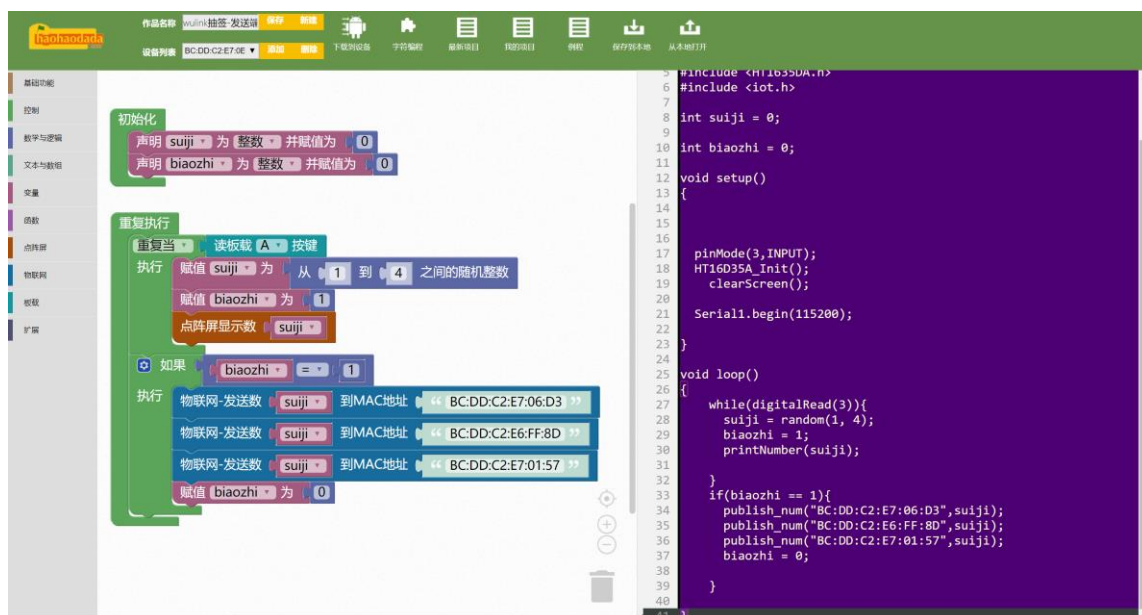 haohaodada
作品名称 wulink抽签-发送端 保存 新建
设备列表 BC:DD:C2:E7:0E 添加 删除
下载到设备 字符编程 最新项目 我的项目 例程 保存到本地 从本地打开
基础功能
控制
数学与逻辑
文本与数组
变量
函数
点阵屏
物联网
板载
扩展
初始化
声明 suiji 为 整数 并赋值为 0
声明 biaozhi 为 整数 并赋值为 0
重复执行
重复当 读板载 A 按键
执行 赋值 suiji 为 从 1 到 4 之间的随机整数
赋值 biaozhi 为 1
点阵屏显示数 suiji
如果 biaozhi = 1
执行 物联网-发送数 suiji 到MAC地址 “ BC:DD:C2:E7:06:D3 ”
物联网-发送数 suiji 到MAC地址 “ BC:DD:C2:E6:FF:8D ”
物联网-发送数 suiji 到MAC地址 “ BC:DD:C2:E7:01:57 ”
赋值 biaozhi 为 0
5 #include <HT1635DA.h>
6 #include <iot.h>
7
8 int suiji = 0;
9
10 int biaozhi = 0;
11
12 void setup()
13 {
14
15
16
17 pinMode(3,INPUT);
18 HT16D35A_Init();
19 clearScreen();
20
21 Serial1.begin(115200);
22
23 }
24
25 void loop()
26 {
27 while(digitalRead(3)){
28 suiji = random(1, 4);
29 biaozhi = 1;
30 printNumber(suiji);
31
32 }
33 if(biaozhi == 1){
34 publish_num("BC:DD:C2:E7:06:D3",suiji);
35 publish_num("BC:DD:C2:E6:FF:8D",suiji);
36 publish_num("BC:DD:C2:E7:01:57",suiji);
37 biaozhi = 0;
38
39 }
40
41 }